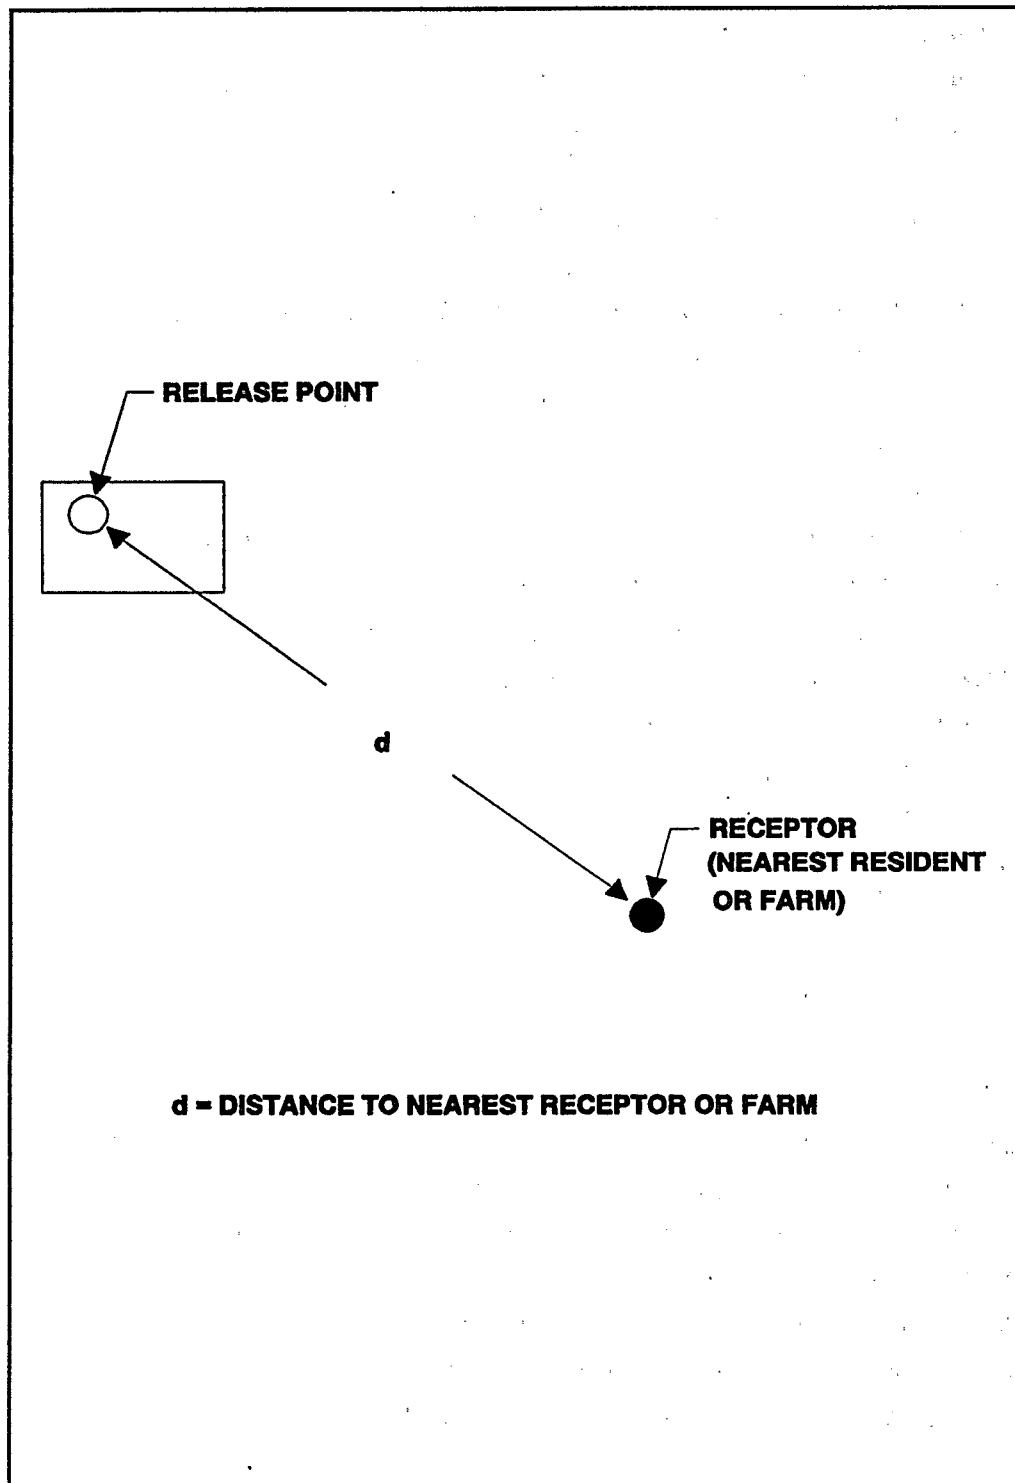 RELEASE POINT
d
RECEPTOR
(NEAREST RESIDENT
OR FARM)
d = DISTANCE TO NEAREST RECEPTOR OR FARM